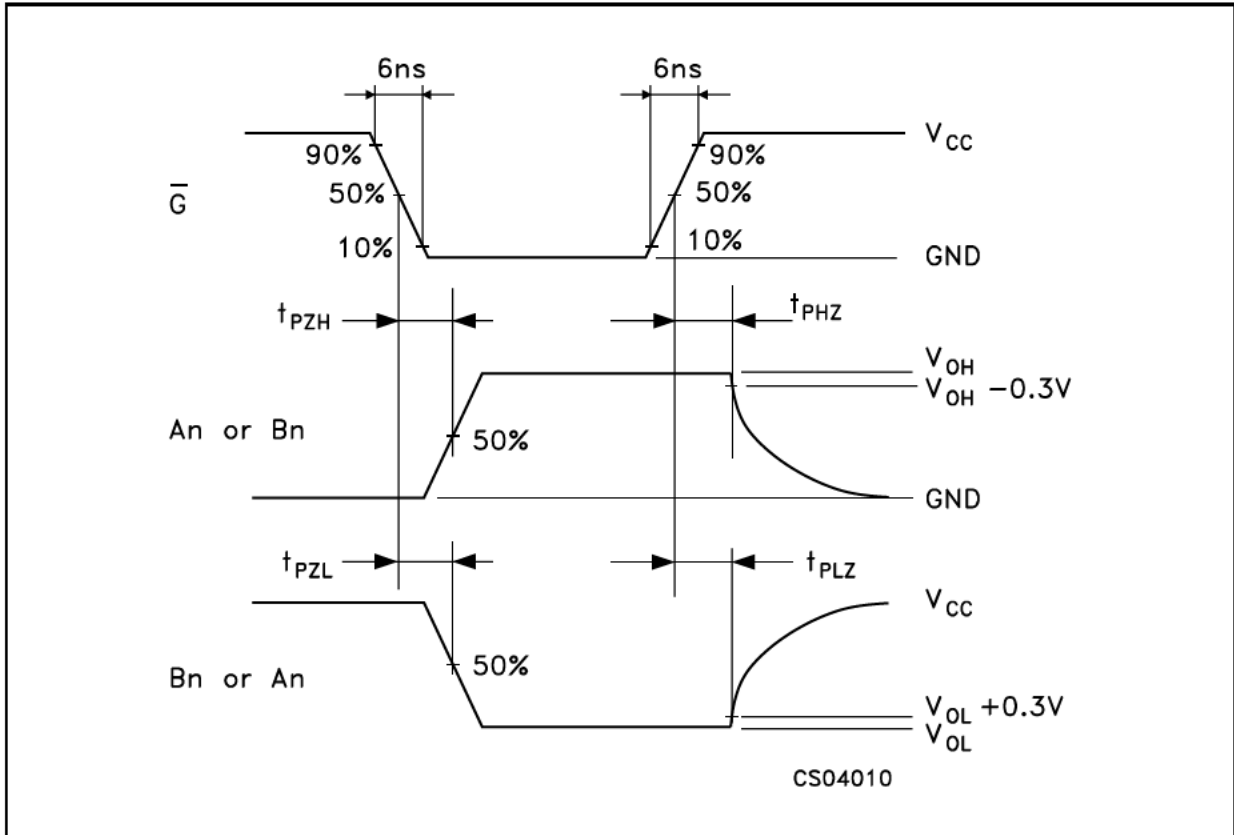 6ns 6ns
V_CC
90% 90%
G̅
50% 50%
10% 10%
GND
t_PZH t_PHZ
V_OH
V_OH -0.3V
An or Bn
50%
GND
t_PZL t_PLZ
V_CC
50%
Bn or An
V_OL +0.3V
V_OL
CS04010